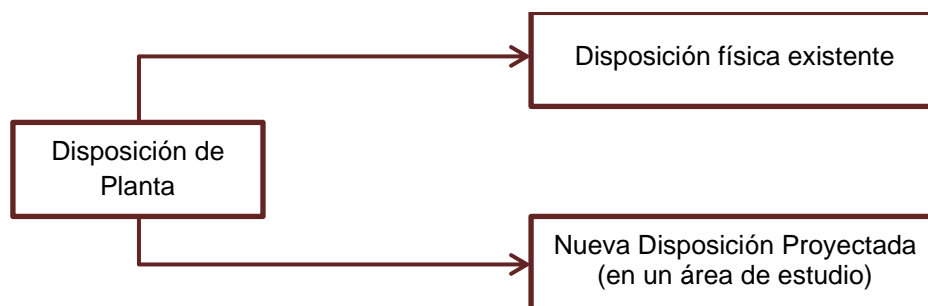 Disposición física existente
Disposición de
Planta
Nueva Disposición Proyectada
(en un área de estudio)